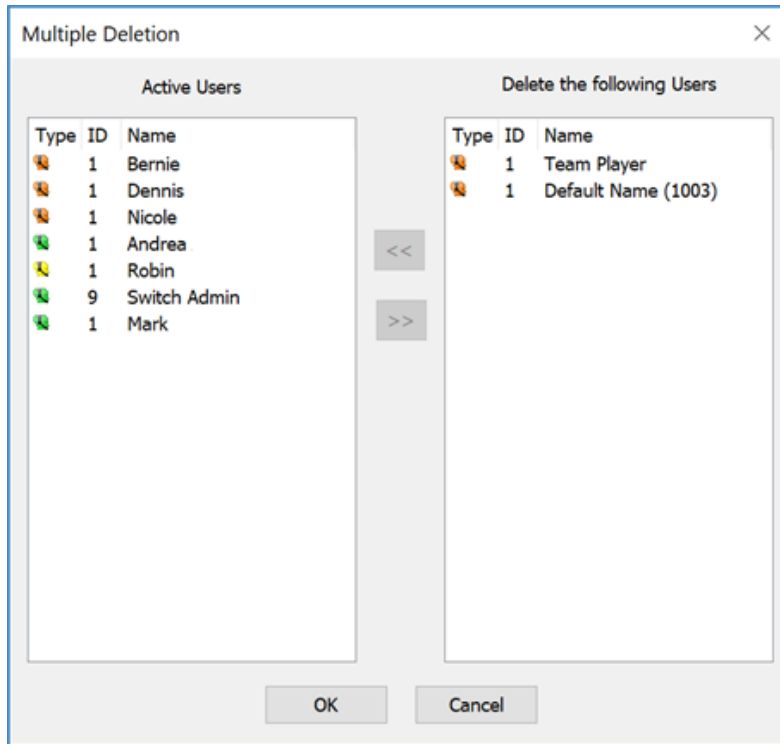 Multiple Deletion
Active Users
Delete the following Users
Type ID Name
1 Bernie
1 Dennis
1 Nicole
1 Andrea
1 Robin
9 Switch Admin
1 Mark
<<
>>
Type ID Name
1 Team Player
1 Default Name (1003)
OK
Cancel